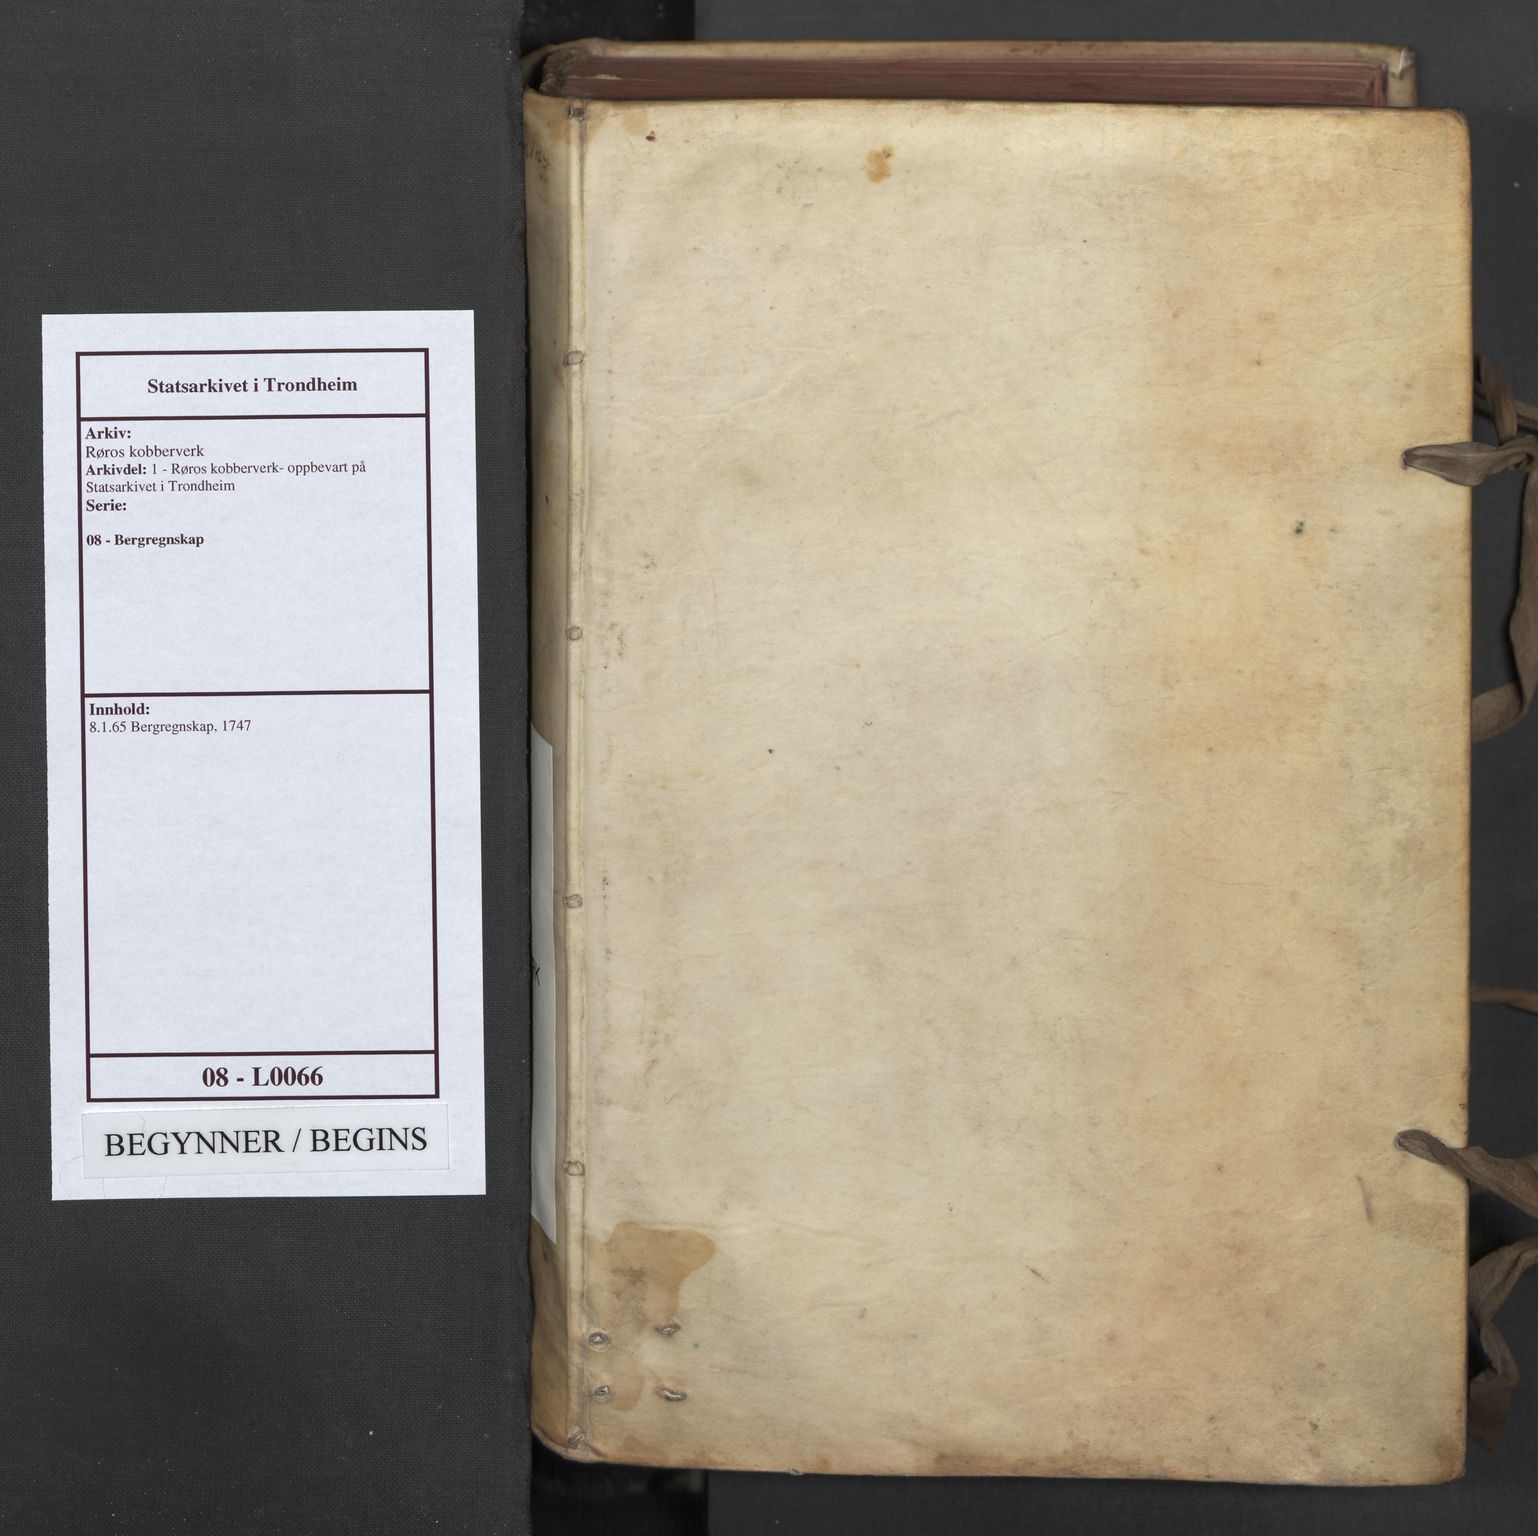 Statsarkivet i Trondheim
Arkiv:
Røros kobberverk
Arkivdel: 1 - Røros kobberverk- oppbevart på
Statsarkivet i Trondheim
Serie:
08 - Bergregnskap
Innhold:
8.1.65 Bergregnskap, 1747
08 - L0066
BEGYNNER / BEGINS